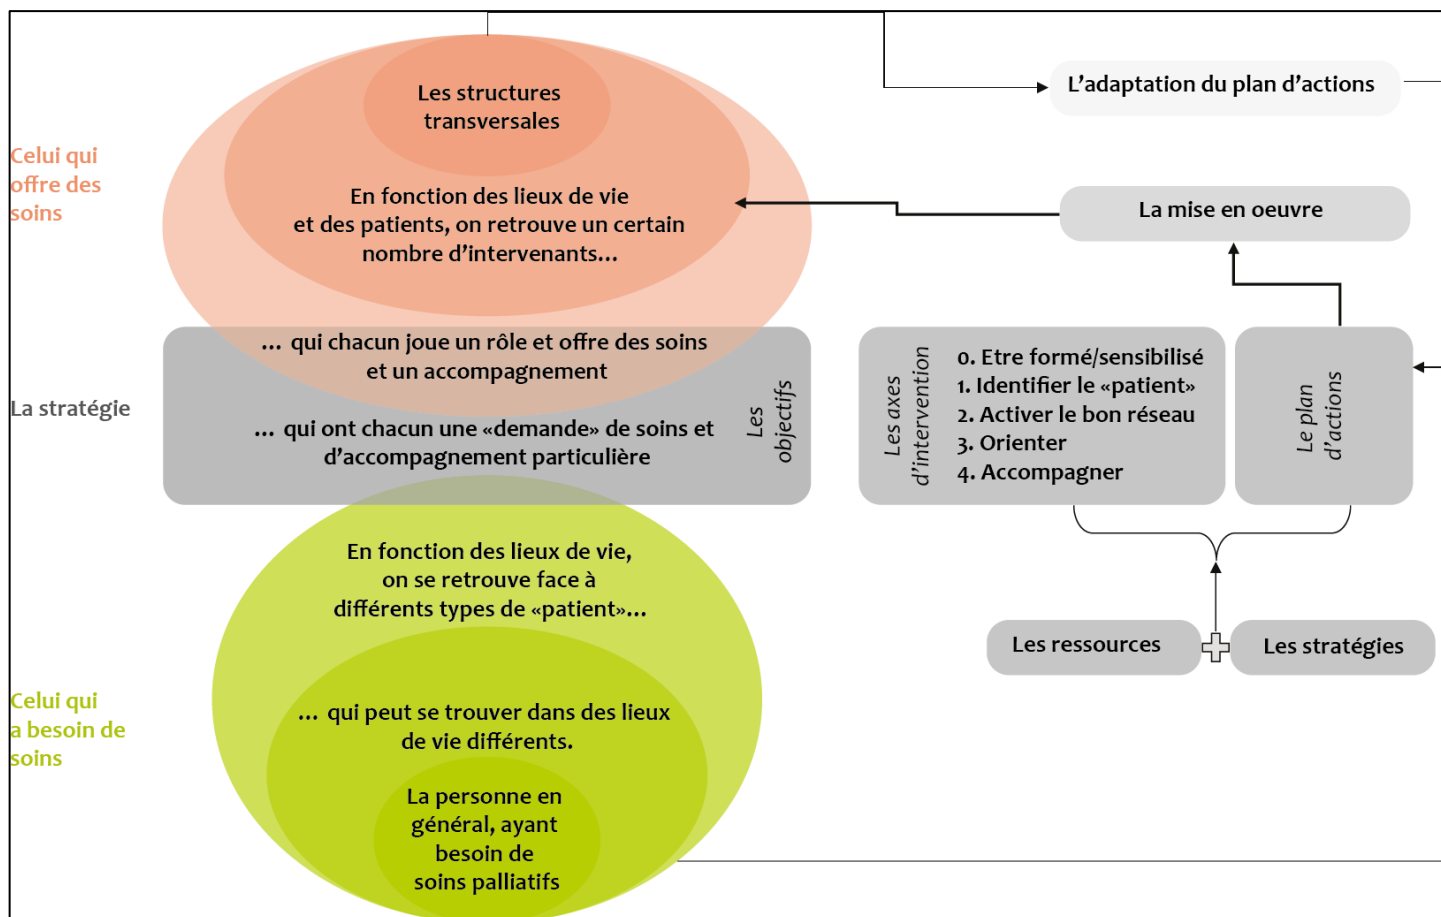 Les structures
transversales
L’adaptation du plan d’actions
Celui qui
offre des
soins
En fonction des lieux de vie
et des patients, on retrouve un certain
nombre d’intervenants...
La mise en oeuvre
La stratégie
... qui chacun joue un rôle et offre des soins
et un accompagnement
... qui ont chacun une «demande» de soins et
d’accompagnement particulière
Les
objectifs
Les axes
d’intervention
0. Etre formé/sensibilisé
1. Identifier le «patient»
2. Activer le bon réseau
3. Orienter
4. Accompagner
Le plan
d’actions
En fonction des lieux de vie,
on se retrouve face à
différents types de «patient»...
Les ressources
Les stratégies
Celui qui
a besoin de
soins
... qui peut se trouver dans des lieux
de vie différents.
La personne en
général, ayant
besoin de
soins palliatifs